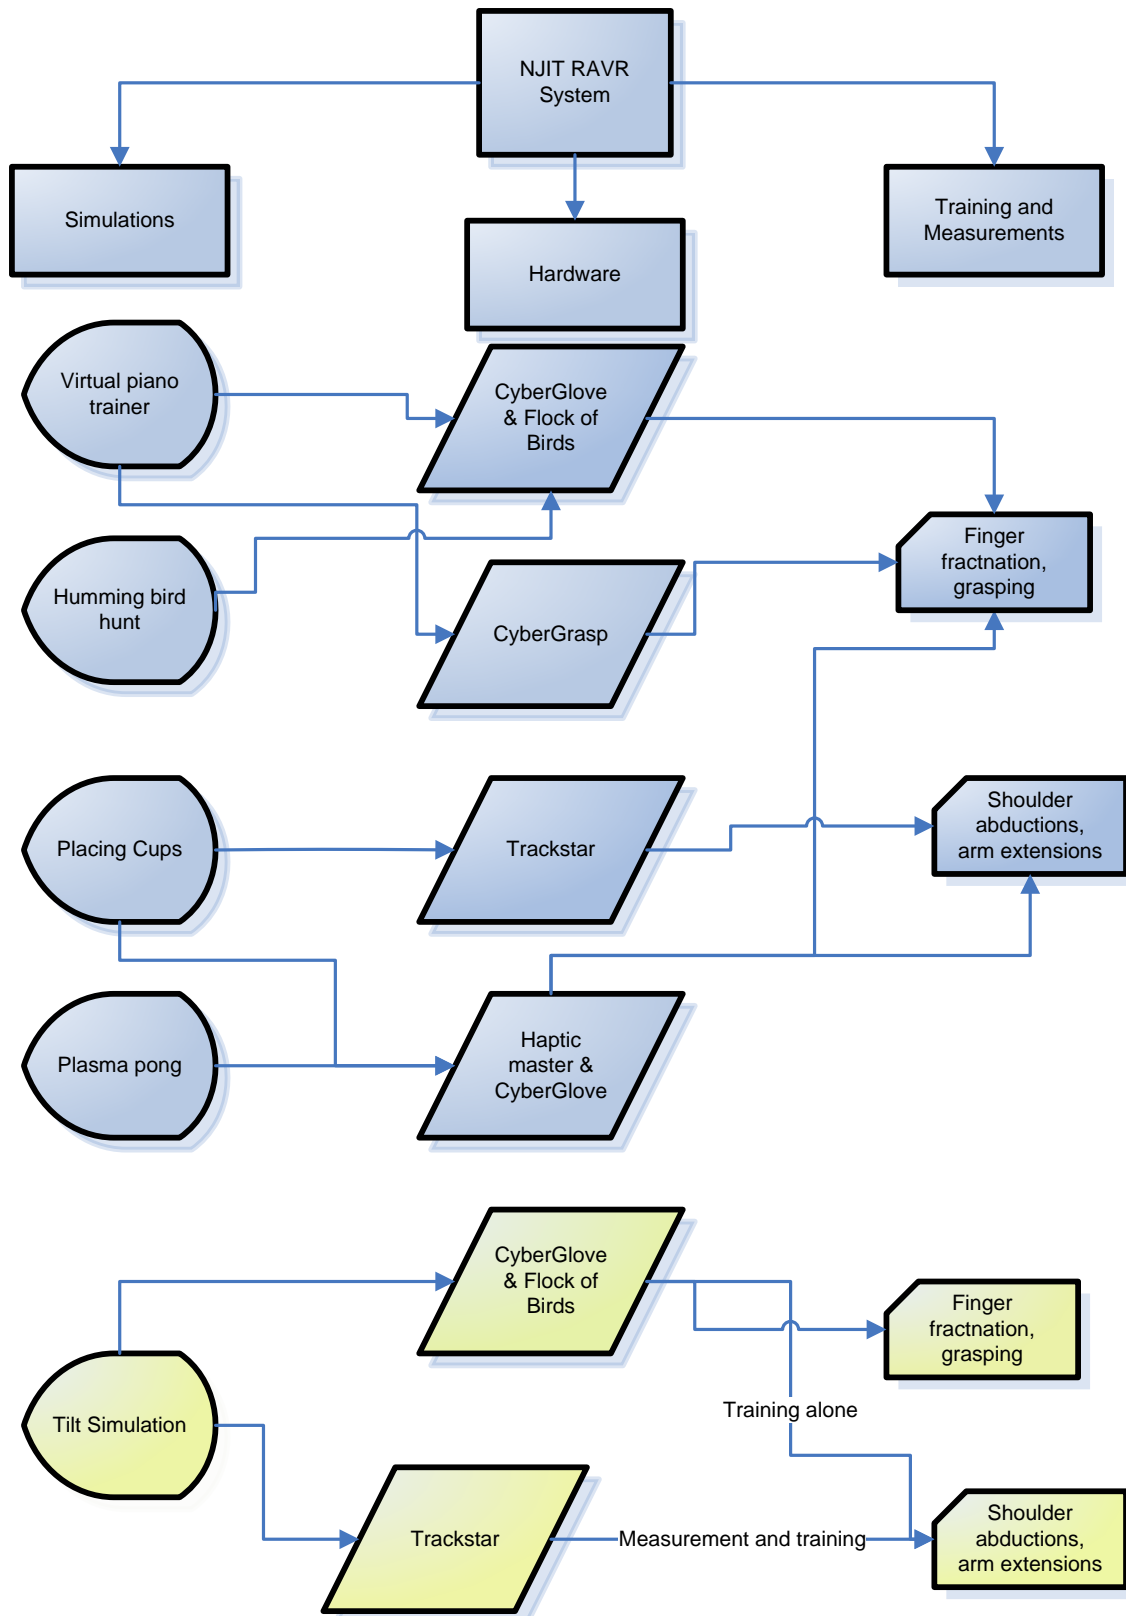 NJIT RAVR
System
Simulations
Hardware
Training and
Measurements
Virtual piano
trainer
CyberGlove
& Flock of
Birds
Finger
fractnation,
grasping
Humming bird
hunt
CyberGrasp
Placing Cups
Trackstar
Shoulder
abductions,
arm extensions
Plasma pong
Haptic
master &
CyberGlove
CyberGlove
& Flock of
Birds
Finger
fractnation,
grasping
Training alone
Tilt Simulation
Trackstar
Measurement and training
Shoulder
abductions,
arm extensions